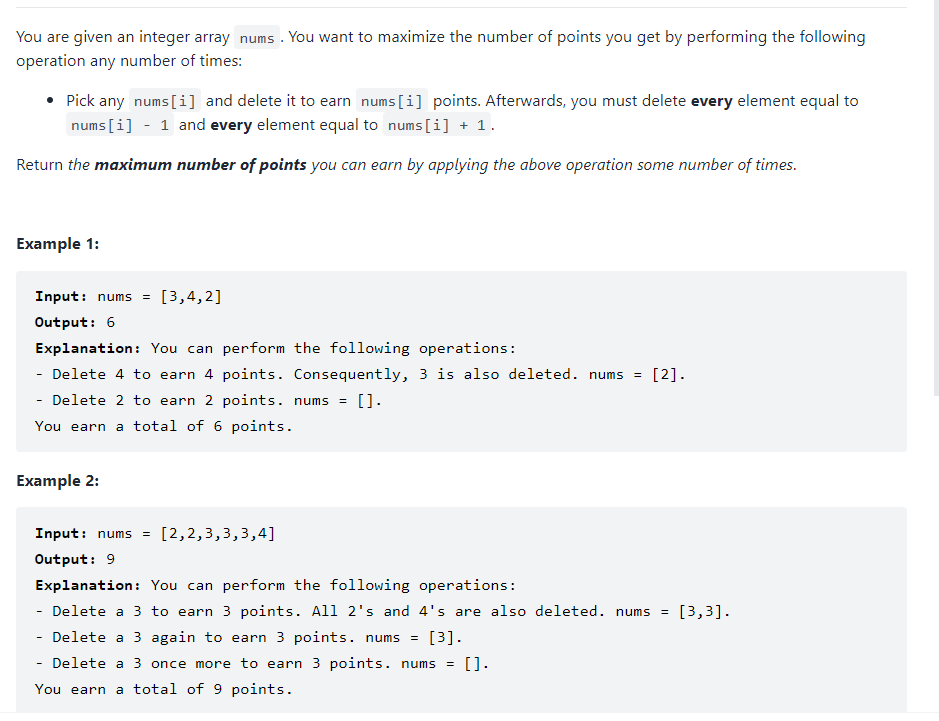 You are given an integer array nums . You want to maximize the number of points you get by performing the following
operation any number of times:
• Pick any nums[i] and delete it to earn nums[i] points. Afterwards, you must delete every element equal to
nums[i] - 1 and every element equal to nums[i] + 1 .
Return the maximum number of points you can earn by applying the above operation some number of times.
Example 1:
Input: nums = [3,4,2]
Output: 6
Explanation: You can perform the following operations:
- Delete 4 to earn 4 points. Consequently, 3 is also deleted. nums = [2].
- Delete 2 to earn 2 points. nums = [].
You earn a total of 6 points.
Example 2:
Input: nums = [2,2,3,3,3,4]
Output: 9
Explanation: You can perform the following operations:
- Delete a 3 to earn 3 points. All 2's and 4's are also deleted. nums = [3,3].
- Delete a 3 again to earn 3 points. nums = [3].
- Delete a 3 once more to earn 3 points. nums = [].
You earn a total of 9 points.